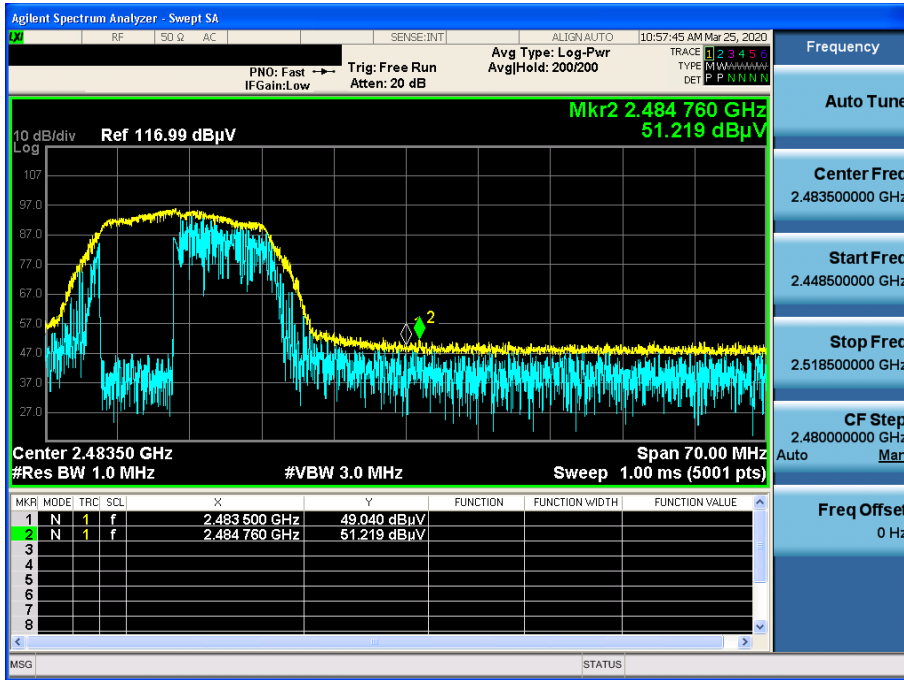 Agilent Spectrum Analyzer - Swept SA
LXI RF 50 Ω AC SENSE:INT ALIGN AUTO 10:57:45 AM Mar 25, 2020
PNO: Fast
IFGain:Low
Trig: Free Run
Atten: 20 dB
Avg Type: Log-Pwr
Avg|Hold: 200/200
TRACE 1 2 3 4 5 6
TYPE M W
DET P P N N N N
Mkr2 2.484 760 GHz
51.219 dBµV
10 dB/div Ref 116.99 dBµV
Log
107
97.0
87.0
77.0
67.0
57.0
47.0
37.0
27.0
2
Center 2.48350 GHz Span 70.00 MHz
#Res BW 1.0 MHz #VBW 3.0 MHz Sweep 1.00 ms (5001 pts)
MKR MODE TRC SCL X Y FUNCTION FUNCTION WIDTH FUNCTION VALUE
1 N 1 f 2.483 500 GHz 49.040 dBµV
2 N 1 f 2.484 760 GHz 51.219 dBµV
3
4
5
6
7
8
MSG STATUS
Frequency
Auto Tune
Center Freq
2.483500000 GHz
Start Freq
2.448500000 GHz
Stop Freq
2.518500000 GHz
CF Step
2.480000000 GHz
Auto Man
Freq Offset
0 Hz